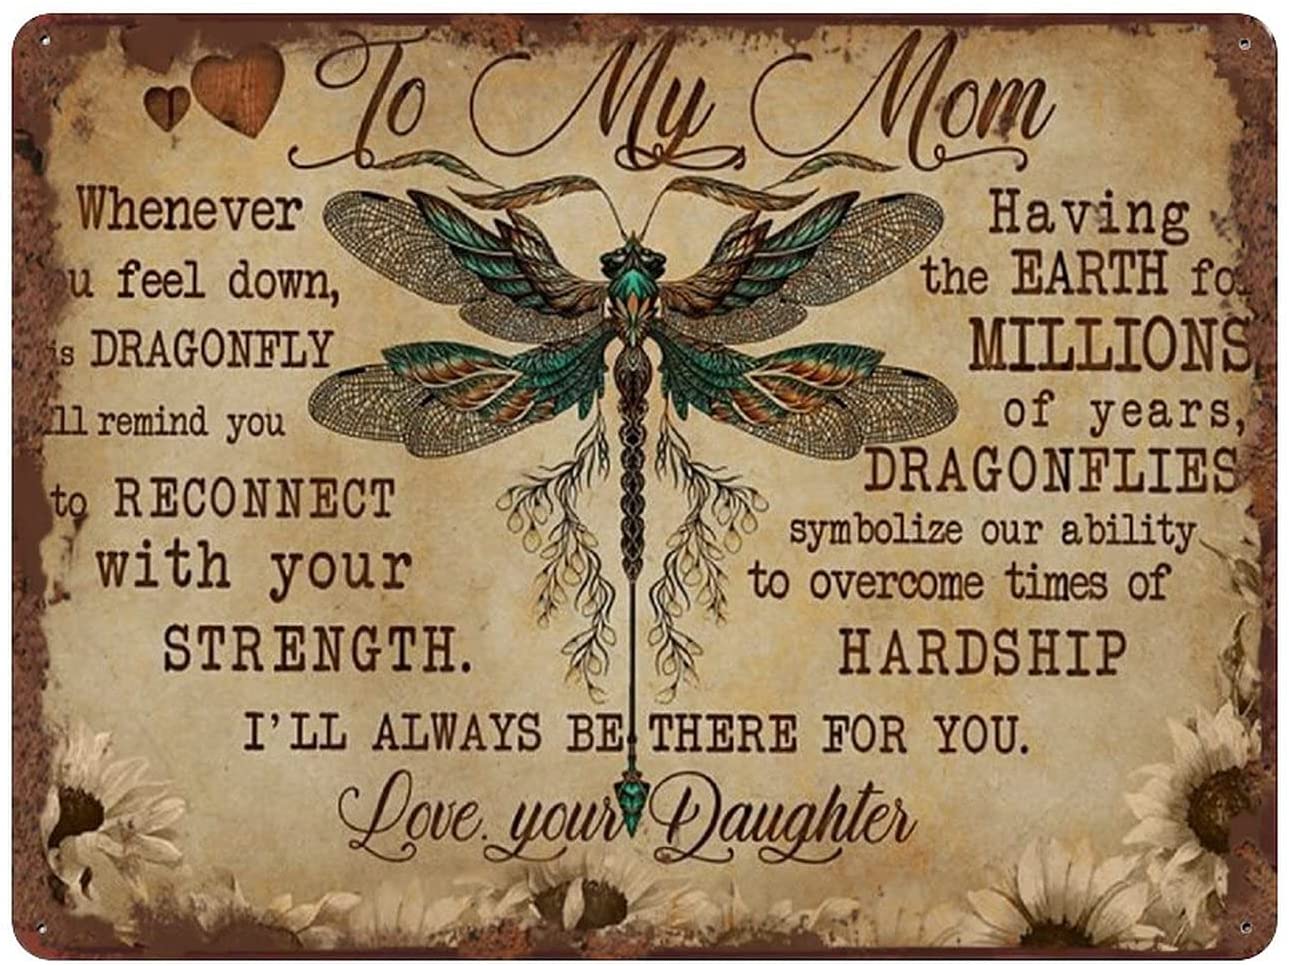 To My Mom
Whenever
u feel down,
is DRAGONFLY
ll remind you
to RECONNECT
with your
STRENGTH.
Having
the EARTH for
MILLIONS
of years,
DRAGONFLIES
symbolize our ability
to overcome times of
HARDSHIP
I'LL ALWAYS BE THERE FOR YOU.
Love, your Daughter